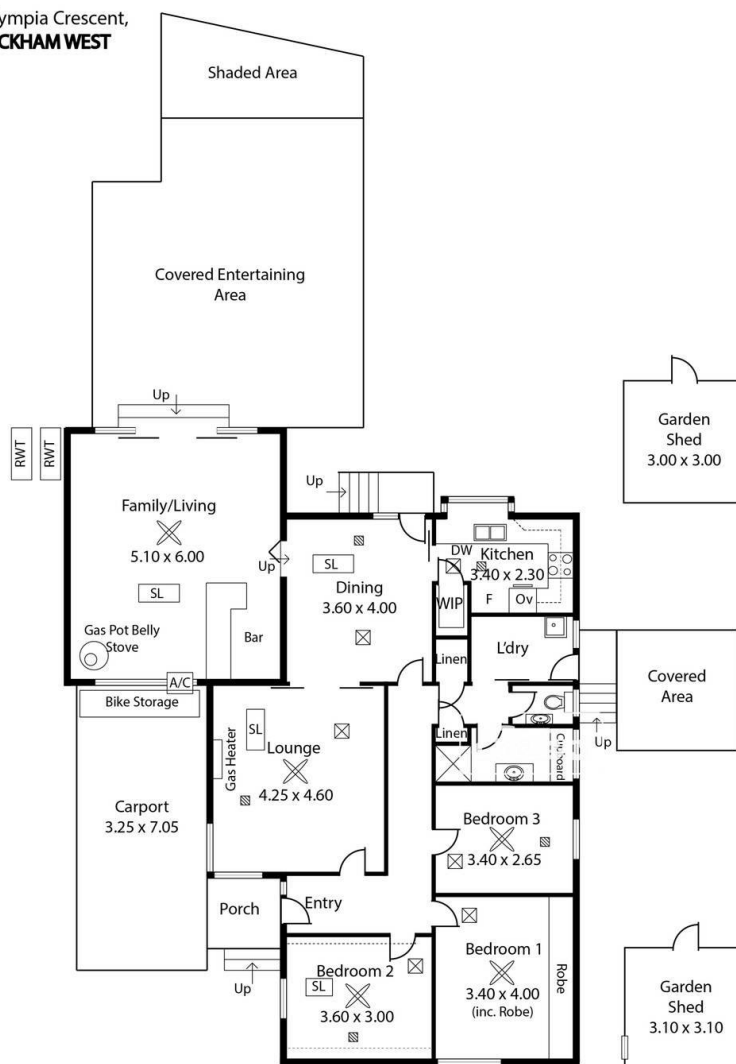 ympia Crescent,
CKHAM WEST
Shaded Area
Covered Entertaining
Area
Up
RWT
RWT
Family/Living
5.10 x 6.00
SL
Gas Pot Belly
Stove
Bar
A/C
Bike Storage
Up
Up
SL
Dining
3.60 x 4.00
DW
Kitchen
3.40 x 2.30
WIP
F
Ov
Garden
Shed
3.00 x 3.00
Linen
L'dry
Linen
Cupboard
Up
Covered
Area
SL
Gas Heater
Lounge
4.25 x 4.60
Carport
3.25 x 7.05
Bedroom 3
3.40 x 2.65
Porch
Entry
Up
Bedroom 2
SL
3.60 x 3.00
Bedroom 1
3.40 x 4.00
(inc. Robe)
Robe
Garden
Shed
3.10 x 3.10